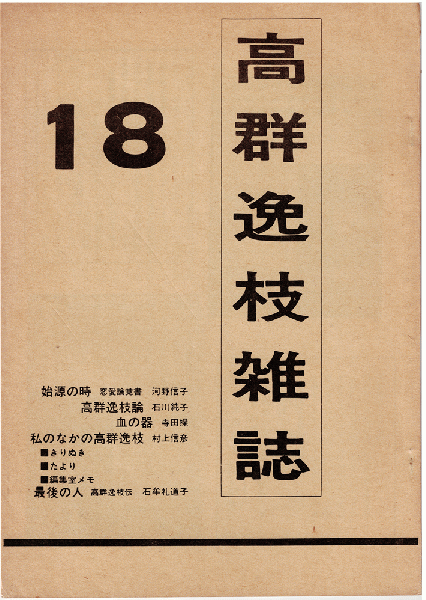 高群逸枝雑誌
18
始源の時 恋愛論覚書 河野信子
高群逸枝論 石川純子
血の器 寺田操
私のなかの高群逸枝 村上信彦
■きりぬき
■たより
■編集室メモ
最後の人 高群逸枝伝 石牟礼道子